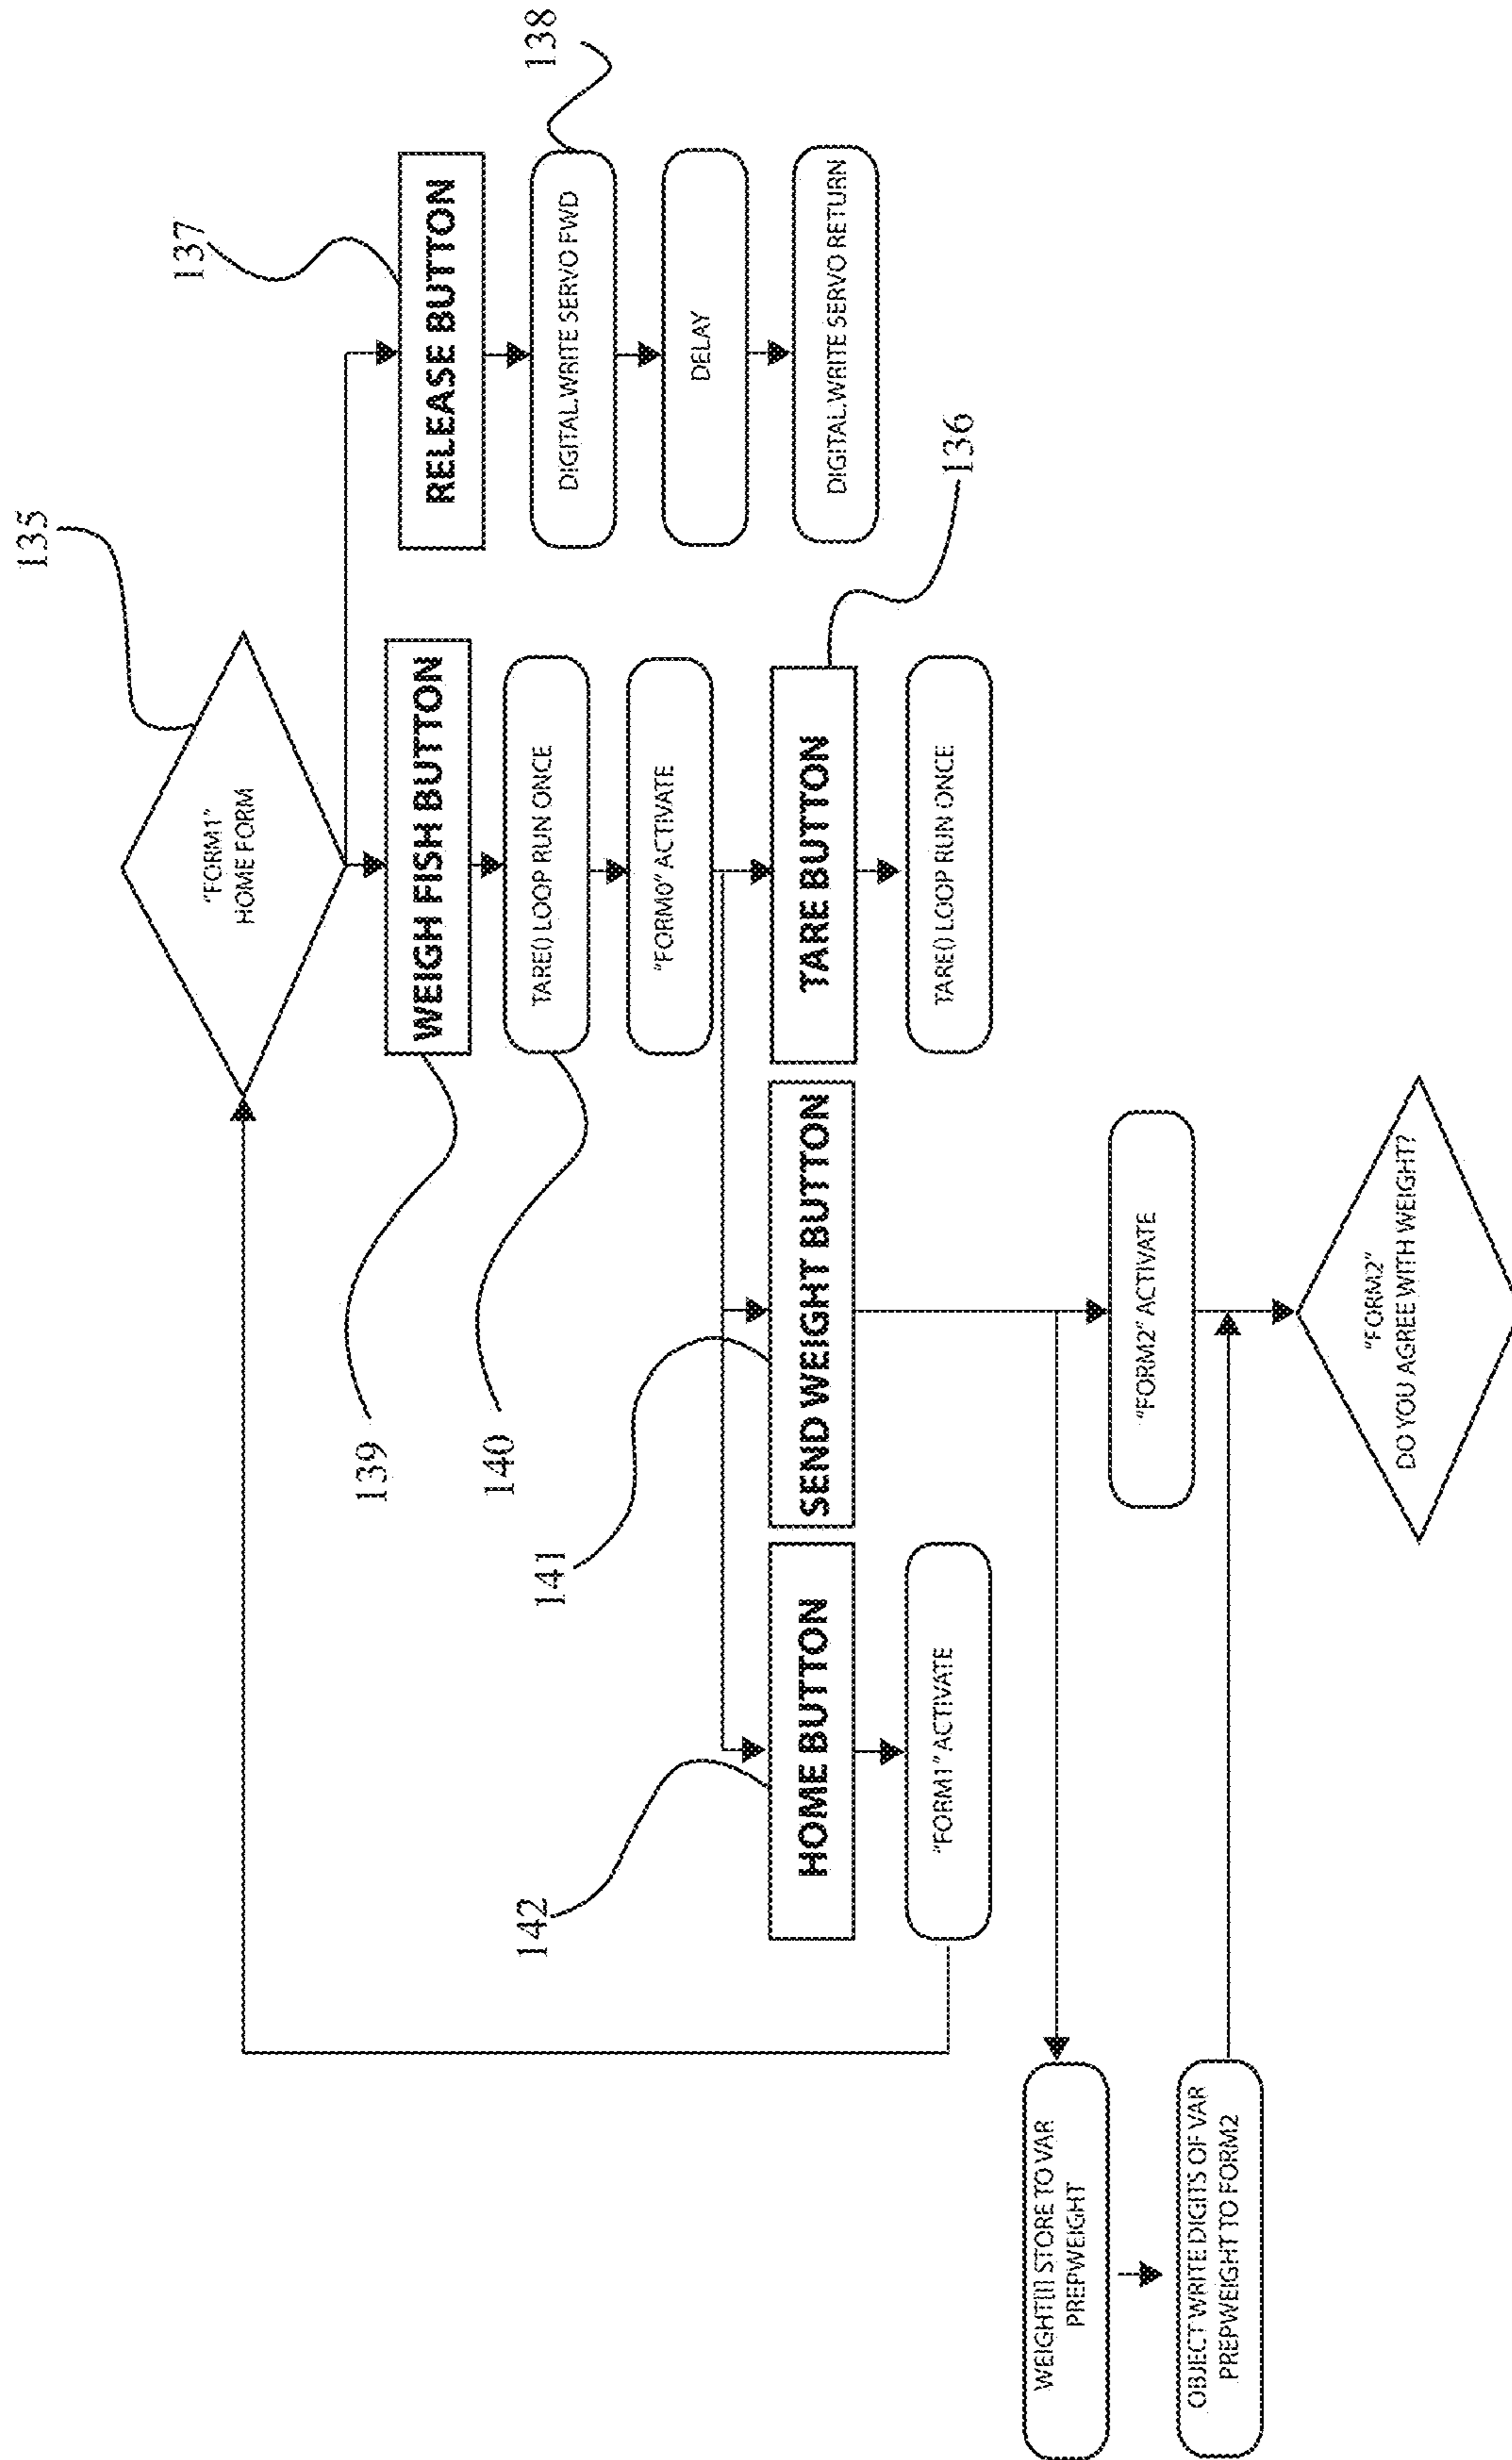 135
"FORM1"
HOME FORM
137
RELEASE BUTTON
138
DIGITAL.WRITE SERVO FWD
DELAY
DIGITAL.WRITE SERVO RETURN
139
WEIGH FISH BUTTON
140
TARE() LOOP RUN ONCE
"FORM0" ACTIVATE
142
HOME BUTTON
"FORM1" ACTIVATE
141
SEND WEIGHT BUTTON
136
TARE BUTTON
TARE() LOOP RUN ONCE
WEIGHT[I] STORE TO VAR
PREPWEIGHT
OBJECT WRITE DIGITS OF VAR
PREPWEIGHT TO FORM2
"FORM2" ACTIVATE
"FORM2"
DO YOU AGREE WITH WEIGHT?